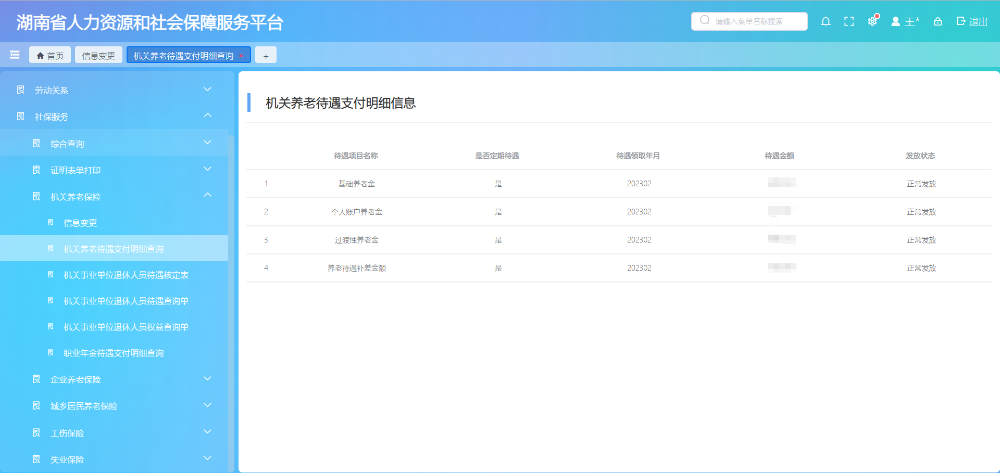 湖南省人力资源和社会保障服务平台
请输入菜单名称搜索
王*
退出
首页
信息变更
机关养老待遇支付明细查询 ×
+
劳动关系
社保服务
综合查询
证明表单打印
机关养老保险
信息变更
机关养老待遇支付明细查询
机关事业单位退休人员待遇核定表
机关事业单位退休人员待遇查询单
机关事业单位退休人员权益查询单
职业年金待遇支付明细查询
企业养老保险
城乡居民养老保险
工伤保险
失业保险
机关养老待遇支付明细信息
待遇项目名称 是否定期待遇 待遇领取年月 待遇金额 发放状态
1 基础养老金 是 202302 正常发放
2 个人账户养老金 是 202302 正常发放
3 过渡性养老金 是 202302 正常发放
4 养老待遇补差金额 是 202302 正常发放